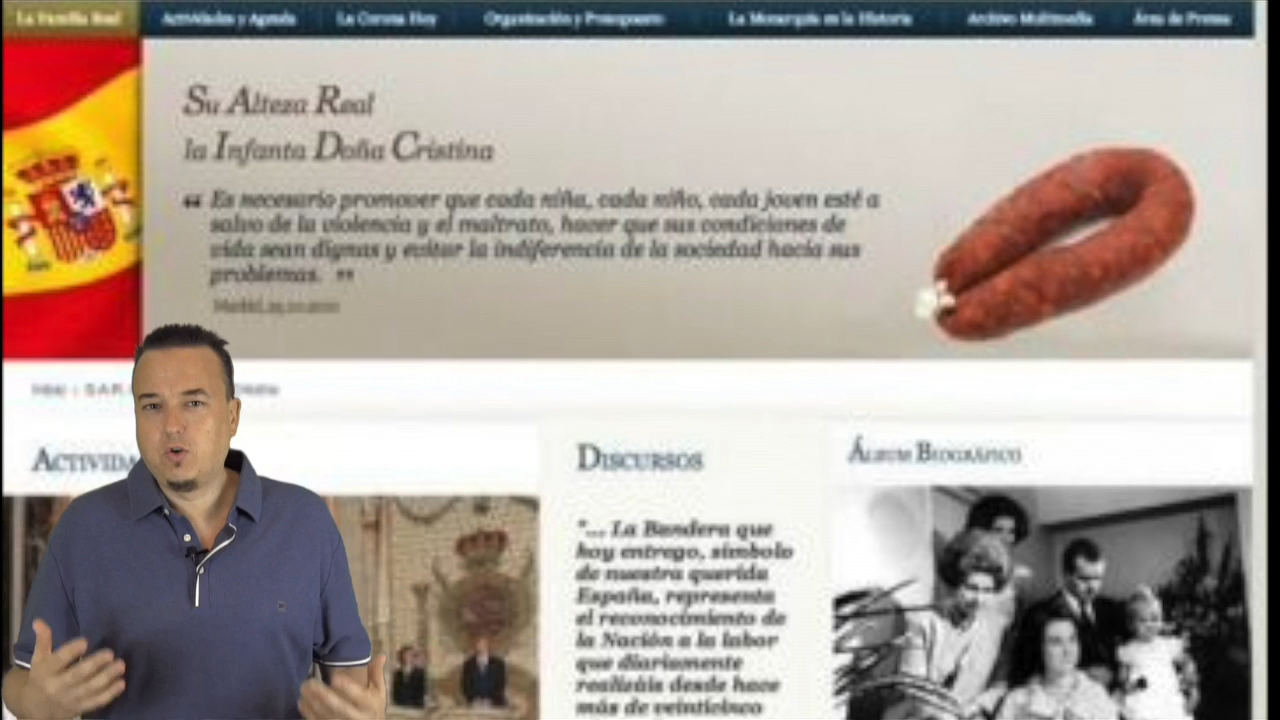 La Familia Real
Actividades y Agenda
La Corona Hoy
Organización y Presupuesto
La Monarquía en la Historia
Archivo Multimedia
Área de Prensa
Su Alteza Real
la Infanta Doña Cristina
“ Es necesario promover que cada niña, cada niño, cada joven esté a
salvo de la violencia y el maltrato, hacer que sus condiciones de
vida sean dignas y evitar la indiferencia de la sociedad hacia sus
problemas. ”
Inicio
Activida
Discursos
"... La Bandera que
hoy entrego, símbolo
de nuestra querida
España, representa
el reconocimiento de
la Nación a la labor
que diariamente
realizáis desde hace
más de veinticinco
Álbum Biográfico